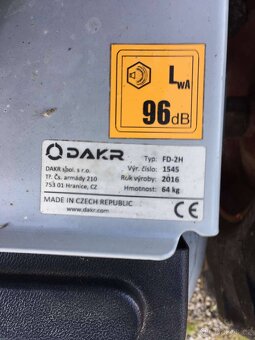 LWA
96dB
DAKR
DAKR spol. s r.o.
Tř. Čs. armády 210
753 01 Hranice, CZ
Typ: FD-2H
Výr. číslo: 1545
Rok výroby: 2016
Hmotnost: 64 kg
MADE IN CZECH REPUBLIC
www.dakr.com
CE